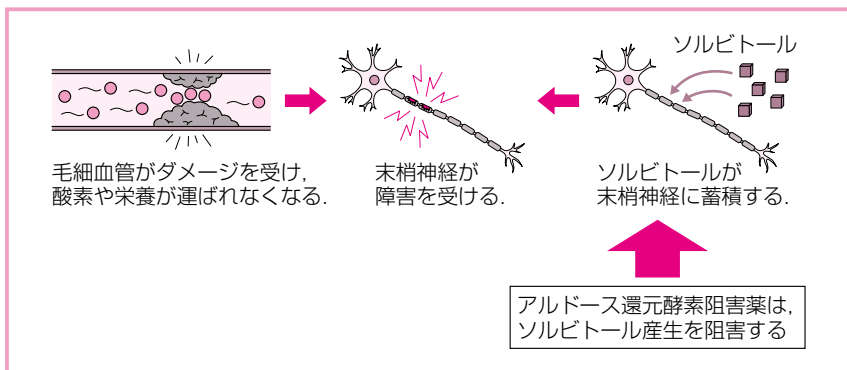 ソルビトール
毛細血管がダメージを受け,
酸素や栄養が運ばれなくなる.
末梢神経が
障害を受ける.
ソルビトールが
末梢神経に蓄積する.
アルドース還元酵素阻害薬は,
ソルビトール産生を阻害する